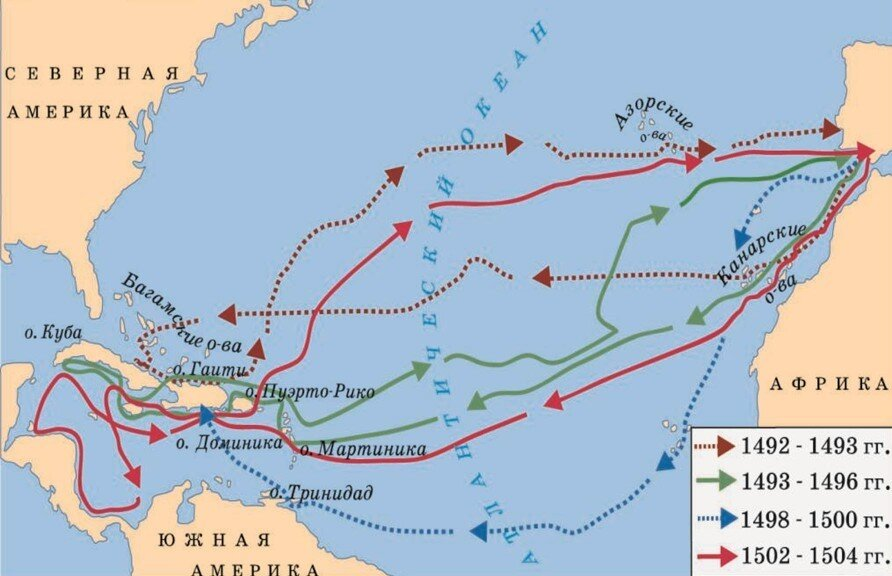 СЕВЕРНАЯ
АМЕРИКА
АТЛАНТИЧЕСКИЙ ОКЕАН
Азорские
о-ва
Канарские
о-ва
Багамские о-ва
о. Куба
о. Гаити
о. Пуэрто-Рико
АФРИКА
о. Доминика
о. Мартиника
о. Тринидад
ЮЖНАЯ
АМЕРИКА
1492 - 1493 гг.
1493 - 1496 гг.
1498 - 1500 гг.
1502 - 1504 гг.